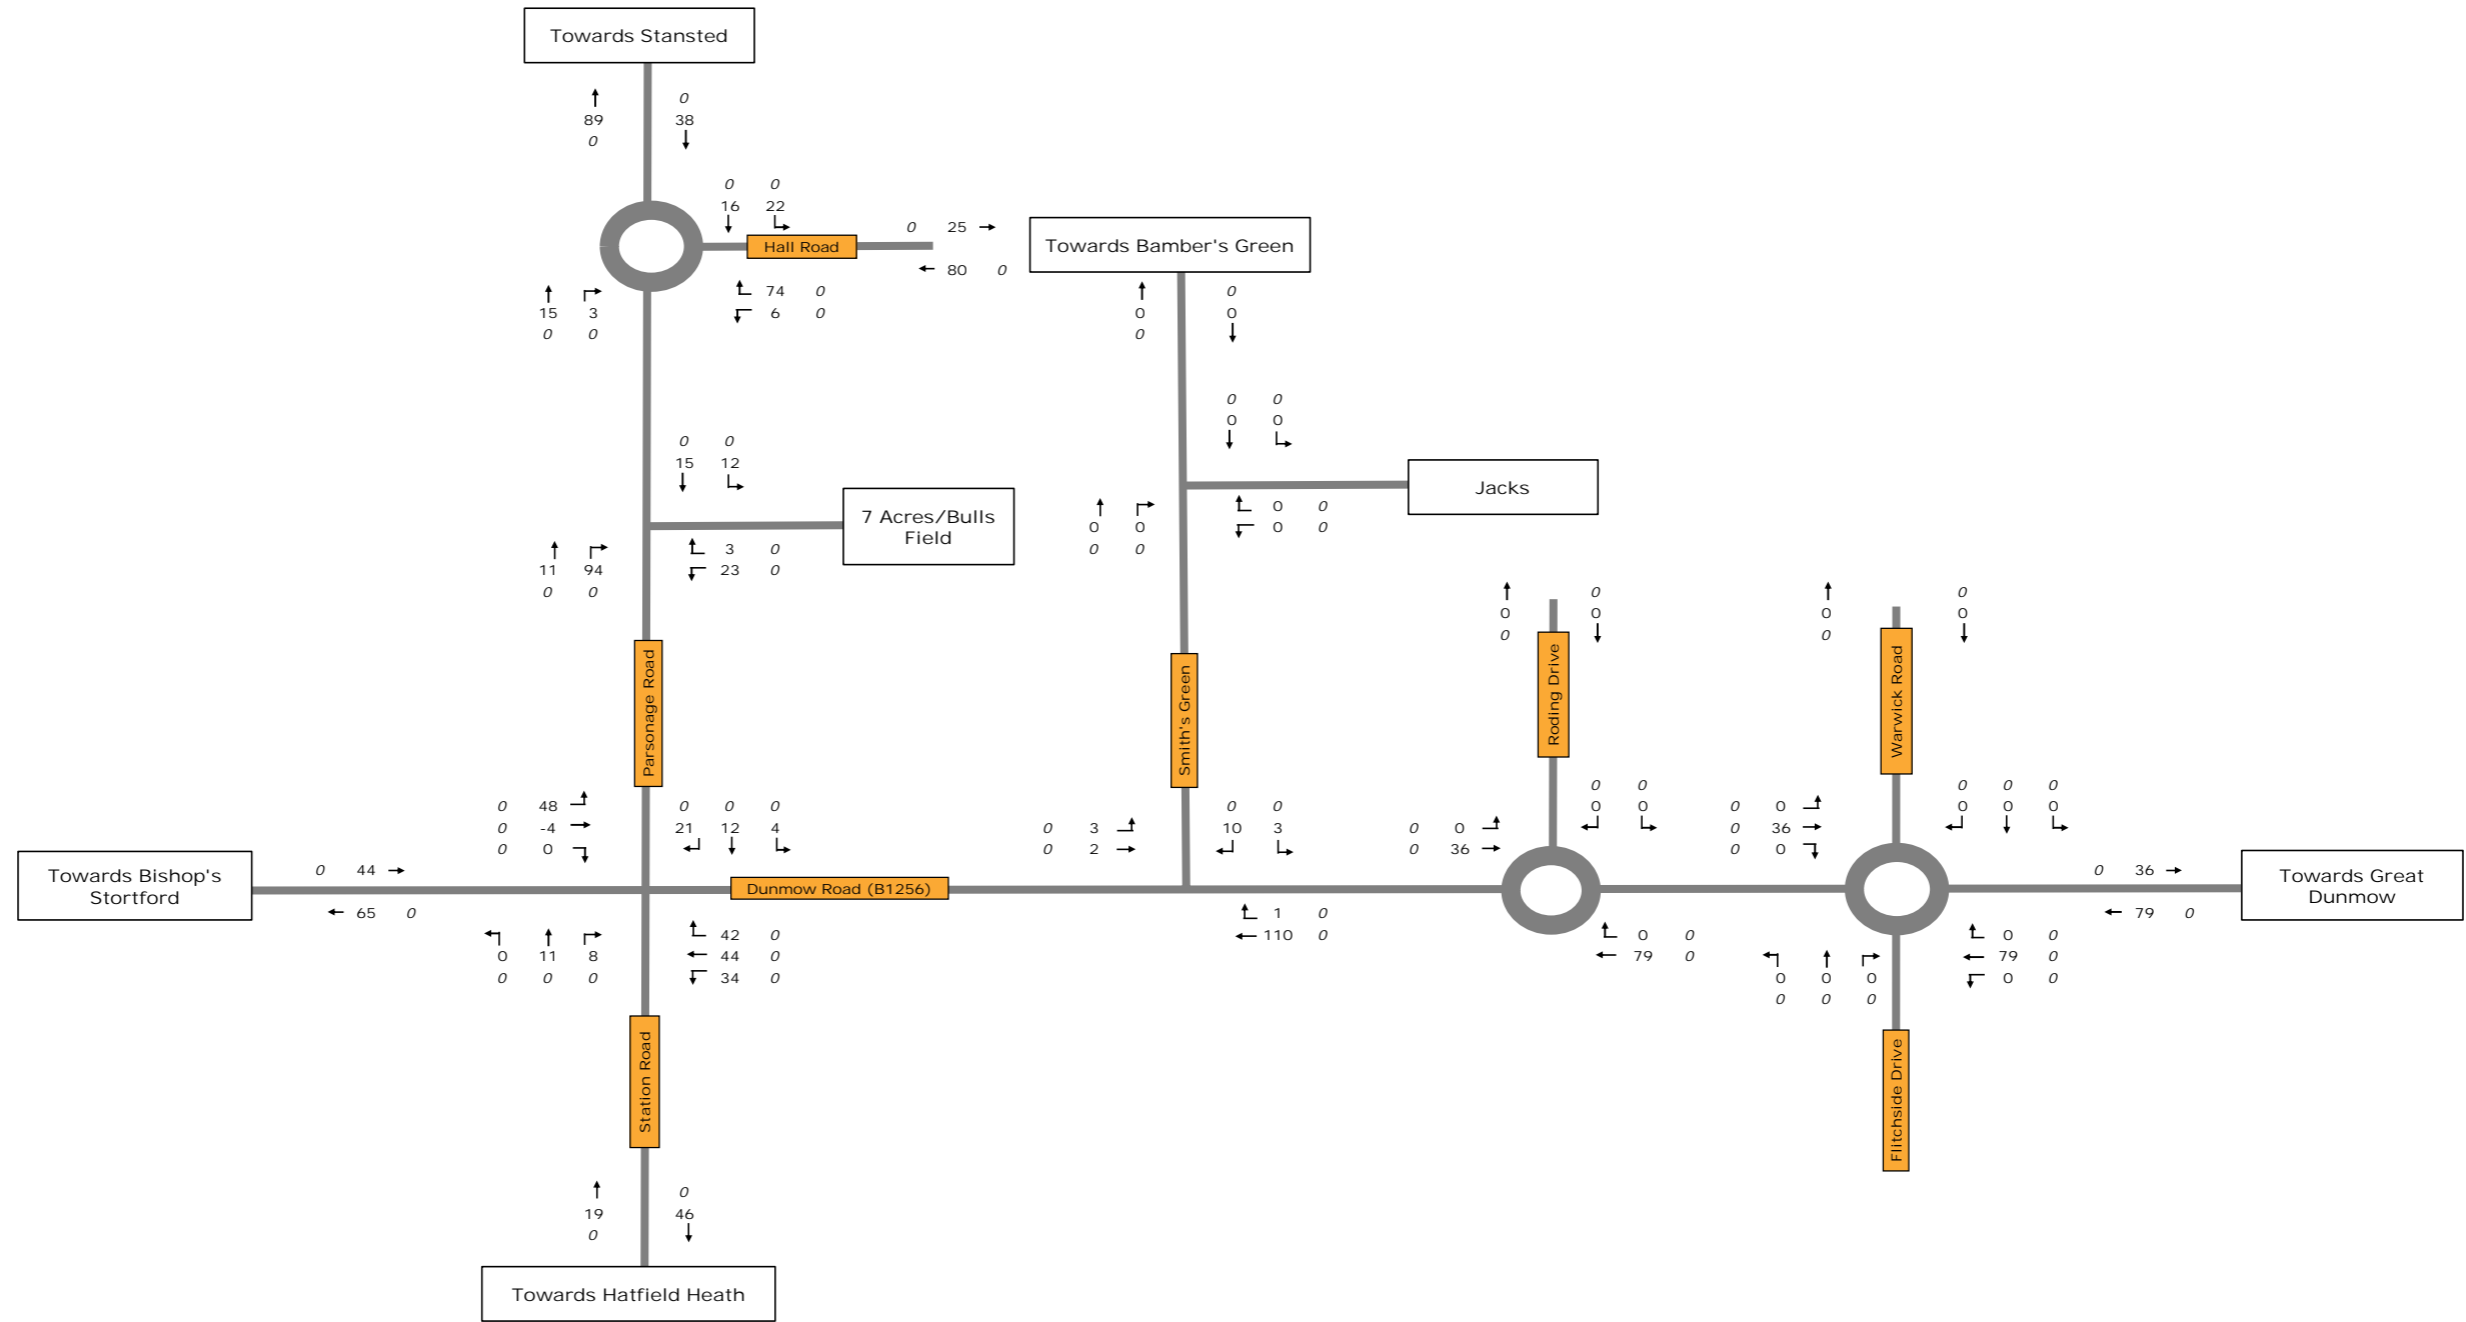 Towards Stansted
0
89 38
0
0 0
16 22
0 25
Hall Road
Towards Bamber's Green
80 0
74 0
15 3 6 0
0 0
0
0 0
0
0 0
0 0
0 0
15 12
7 Acres/Bulls
Field
Jacks
0 0
0 0 0 0
0 0
3 0
11 94 23 0
0 0
0 0
0 0 0 0
0 0
Parsonage Road
Smith's Green
Roding Drive
Warwick Road
0 48 0 0 0 0 0 0 0 0 0 0 0 0
0 0 0 0 0 0 0
0 -4 21 12 4 0 3 10 3 0 0 0 36
0 0 0 2 0 36 0 0
Towards Bishop's
Stortford
0 44
Dunmow Road (B1256)
0 36
Towards Great
Dunmow
65 0 1 0 79 0
42 0 110 0 0 0 0 0
0 11 8 44 0 79 0 79 0
0 0 0 34 0 0 0 0 0 0
0 0 0
Station Road
Flitchside Drive
0
19 46
0
Towards Hatfield Heath